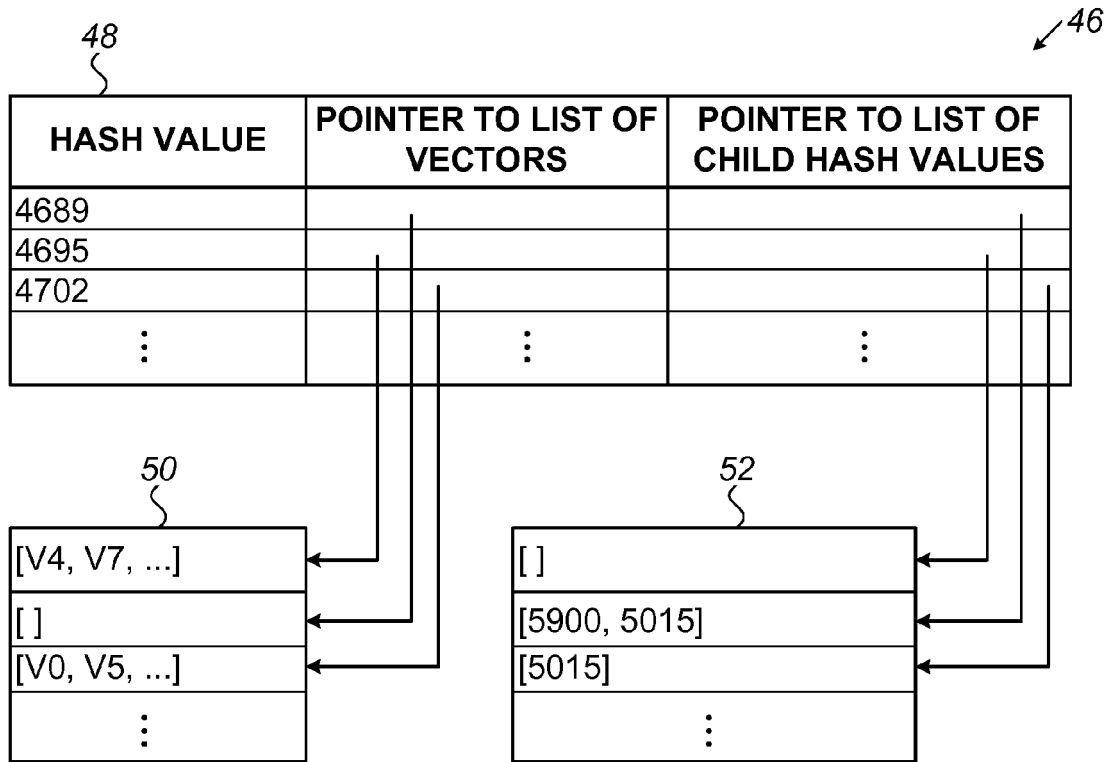 46
48
HASH VALUE
POINTER TO LIST OF
VECTORS
POINTER TO LIST OF
CHILD HASH VALUES
4689
4695
4702
⋮ ⋮ ⋮
50
[V4, V7, ...]
[ ]
[V0, V5, ...]
⋮
52
[ ]
[5900, 5015]
[5015]
⋮